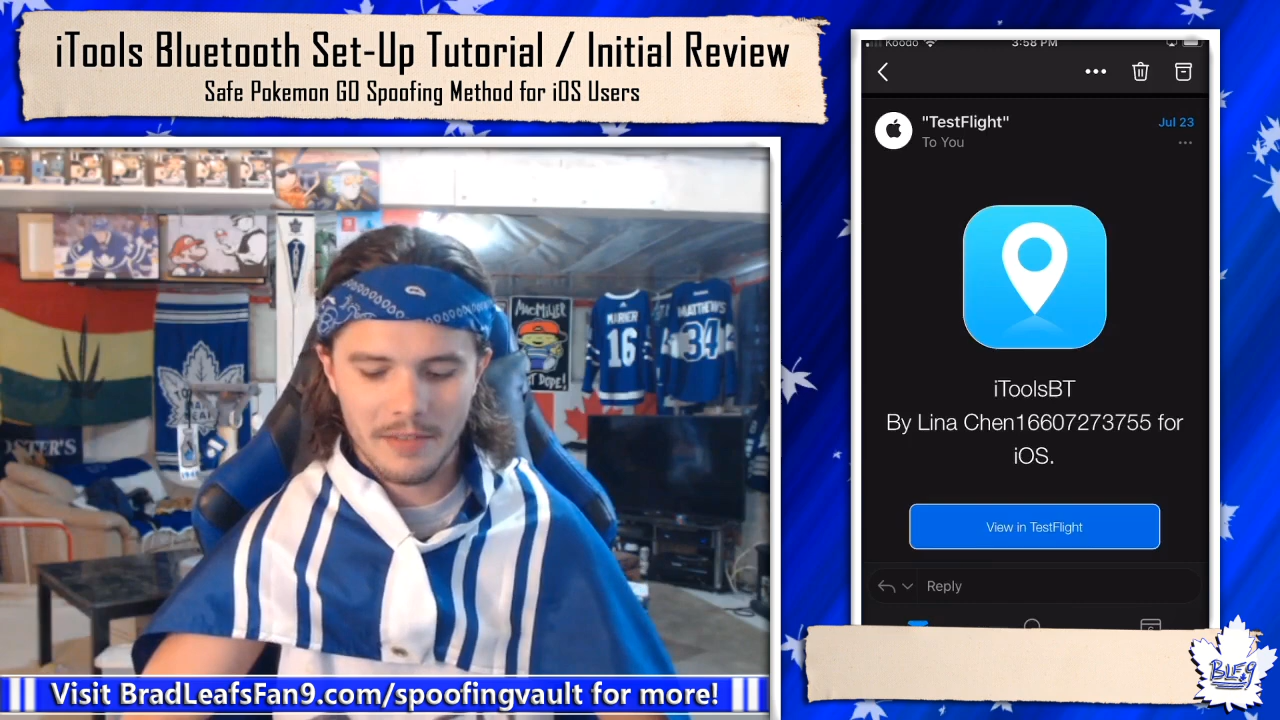 iTools Bluetooth Set-Up Tutorial / Initial Review
Safe Pokemon GO Spoofing Method for iOS Users
Koodo
3:58 PM
"TestFlight"
Jul 23
To You
iToolsBT
By Lina Chen16607273755 for
iOS.
View in TestFlight
Reply
MAC MILLER
MARNER
16
MATTHEWS
34
Visit BradLeafsFan9.com/spoofingvault for more!
BLF9